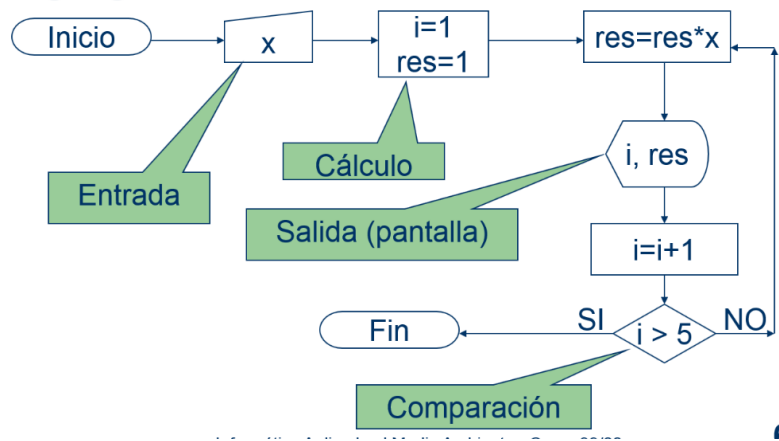 Inicio
x
i=1
res=1
res=res*x
Entrada
Cálculo
i, res
Salida (pantalla)
i=i+1
Fin
SI
i > 5
NO
Comparación